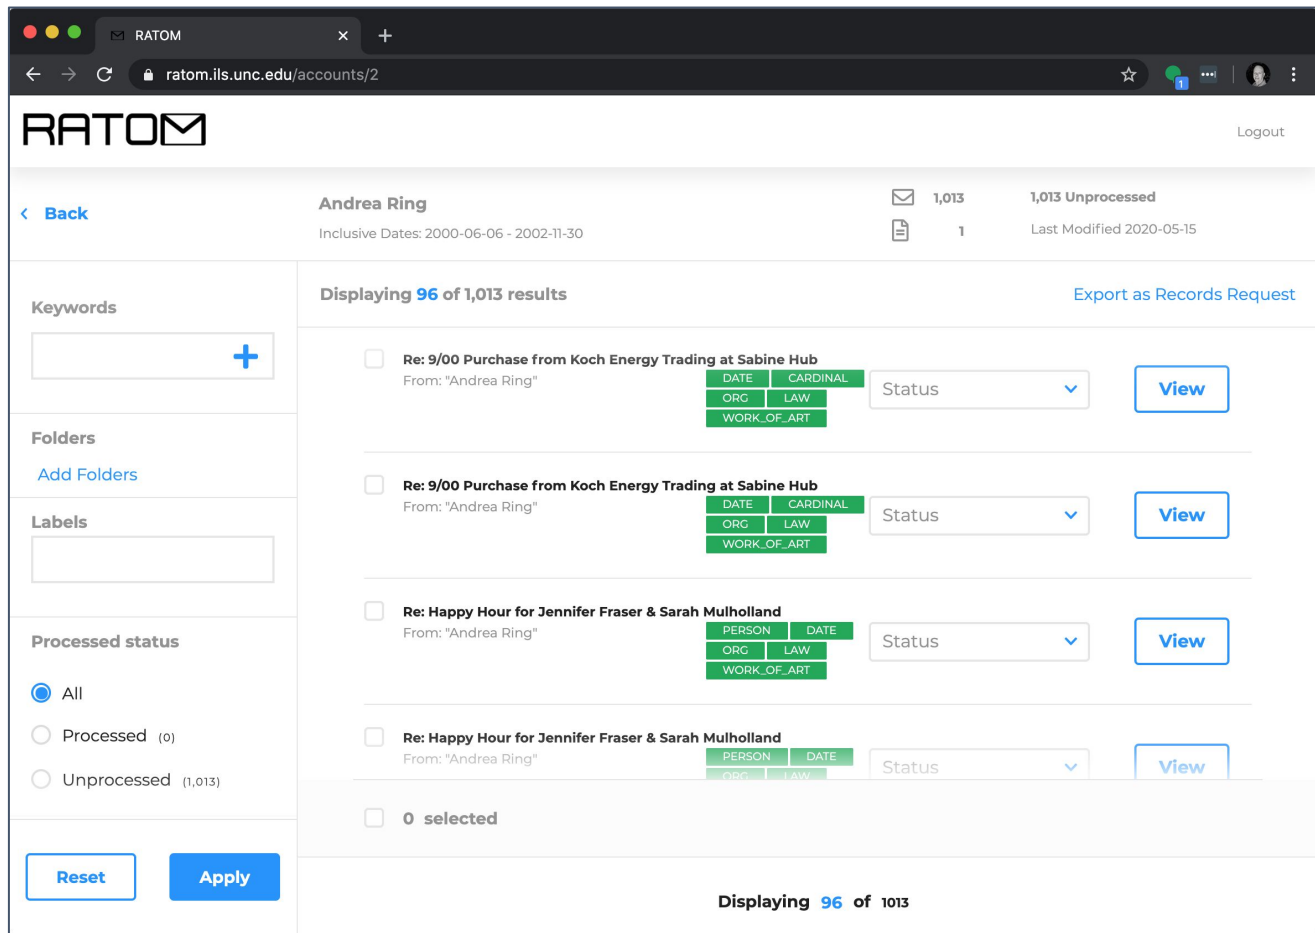 RATOM
ratom.ils.unc.edu/accounts/2
1
RATOM
Logout
Back
Andrea Ring
Inclusive Dates: 2000-06-06 - 2002-11-30
1,013
1
1,013 Unprocessed
Last Modified 2020-05-15
Keywords
Folders
Add Folders
Labels
Processed status
All
Processed (0)
Unprocessed (1,013)
Reset
Apply
Displaying 96 of 1,013 results
Export as Records Request
Re: 9/00 Purchase from Koch Energy Trading at Sabine Hub
From: "Andrea Ring"
DATE CARDINAL
ORG LAW
WORK_OF_ART
Status
View
Re: 9/00 Purchase from Koch Energy Trading at Sabine Hub
From: "Andrea Ring"
DATE CARDINAL
ORG LAW
WORK_OF_ART
Status
View
Re: Happy Hour for Jennifer Fraser & Sarah Mulholland
From: "Andrea Ring"
PERSON DATE
ORG LAW
WORK_OF_ART
Status
View
Re: Happy Hour for Jennifer Fraser & Sarah Mulholland
From: "Andrea Ring"
PERSON DATE
ORG LAW
Status
View
0 selected
Displaying 96 of 1013